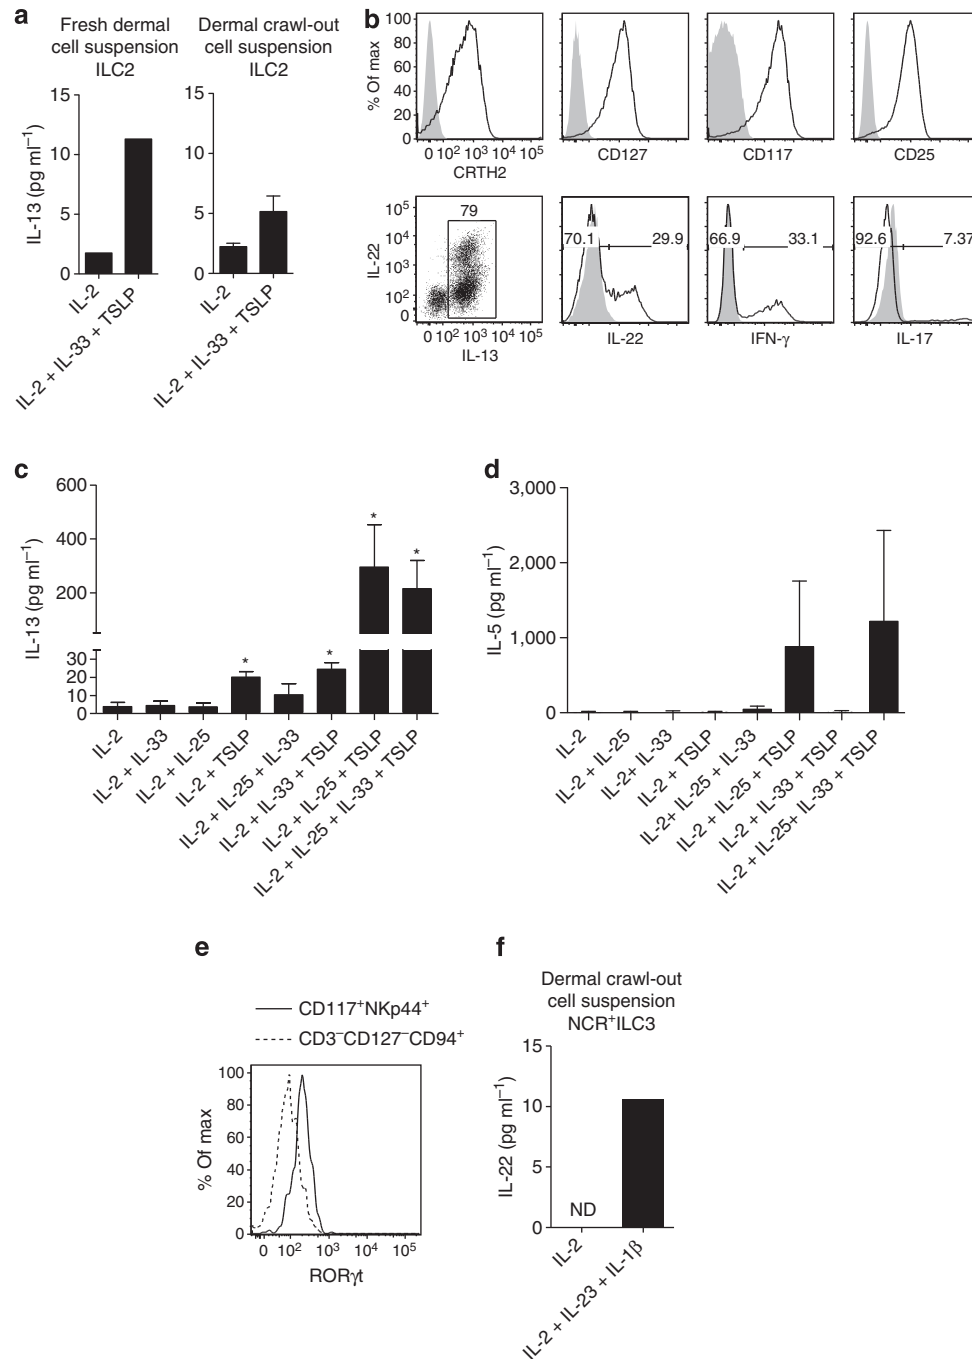 a
Fresh dermal
cell suspension
ILC2
Dermal crawl-out
cell suspension
ILC2
IL-13 (pg ml⁻¹)
15
10
5
0
IL-2
IL-2 + IL-33 + TSLP
15
10
5
0
IL-2
IL-2 + IL-33 + TSLP
b
% Of max
100
80
60
40
20
0
0 10² 10³ 10⁴ 10⁵
CRTH2
CD127
CD117
CD25
IL-22
10⁵
10⁴
10³
10²
0
79
0 10² 10³ 10⁴ 10⁵
IL-13
70.1 29.9
IL-22
66.9 33.1
IFN-γ
92.6 7.37
IL-17
c
IL-13 (pg ml⁻¹)
600
400
200
30
20
10
0
* * * *
IL-2
IL-2 + IL-33
IL-2 + IL-25
IL-2 + TSLP
IL-2 + IL-25 + IL-33
IL-2 + IL-33 + TSLP
IL-2 + IL-25 + TSLP
IL-2 + IL-25 + IL-33 + TSLP
d
IL-5 (pg ml⁻¹)
3,000
2,000
1,000
0
IL-2
IL-2 + IL-25
IL-2+ IL-33
IL-2 + TSLP
IL-2+ IL-25 + IL-33
IL-2 + IL-25 + TSLP
IL-2 + IL-33 + TSLP
IL-2 + IL-25+ IL-33 + TSLP
e
CD117⁺NKp44⁺
CD3⁻CD127⁻CD94⁺
% Of max
100
80
60
40
20
0
0 10² 10³ 10⁴ 10⁵
RORγt
f
Dermal crawl-out
cell suspension
NCR⁺ILC3
IL-22 (pg ml⁻¹)
15
10
5
0
ND
IL-2
IL-2 + IL-23 + IL-1β